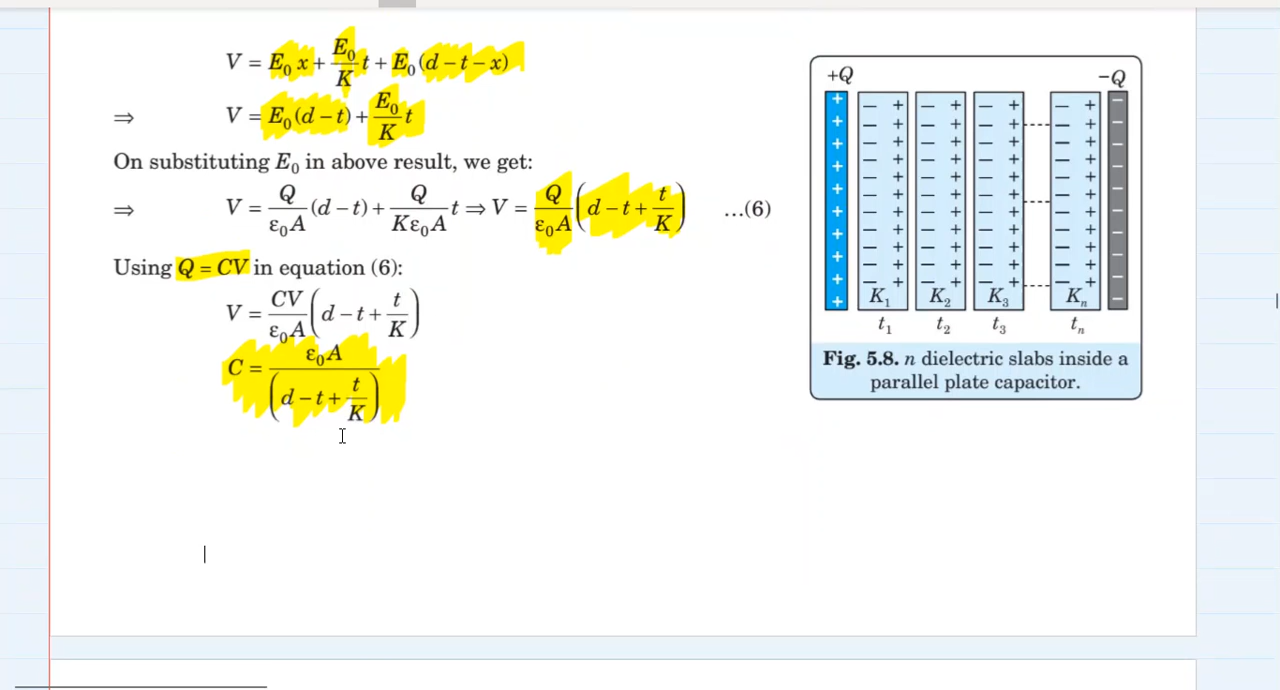 V = E₀x + E₀/K t + E₀(d – t – x)
⇒ V = E₀(d – t) + E₀/K t
On substituting E₀ in above result, we get:
⇒ V = Q/ε₀A (d – t) + Q/Kε₀A t ⇒ V = Q/ε₀A (d – t + t/K) ...(6)
Using Q = CV in equation (6):
V = CV/ε₀A (d – t + t/K)
C = ε₀A/(d – t + t/K)
+Q −Q
K₁ K₂ K₃ Kₙ
t₁ t₂ t₃ tₙ
Fig. 5.8. n dielectric slabs inside a
parallel plate capacitor.